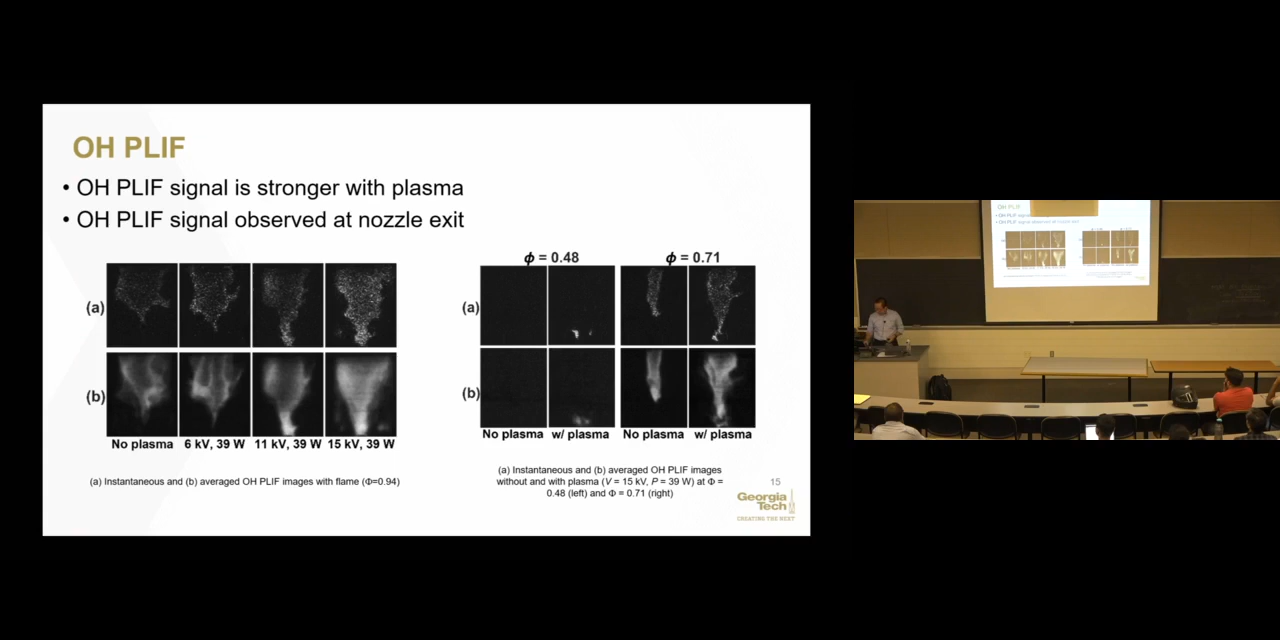 OH PLIF
• OH PLIF signal is stronger with plasma
• OH PLIF signal observed at nozzle exit
(a)
(b)
No plasma 6 kV, 39 W 11 kV, 39 W 15 kV, 39 W
(a) Instantaneous and (b) averaged OH PLIF images with flame (Φ=0.94)
ϕ = 0.48 ϕ = 0.71
(a)
(b)
No plasma w/ plasma No plasma w/ plasma
(a) Instantaneous and (b) averaged OH PLIF images
without and with plasma (V = 15 kV, P = 39 W) at Φ =
0.48 (left) and Φ = 0.71 (right)
15
Georgia
Tech
CREATING THE NEXT